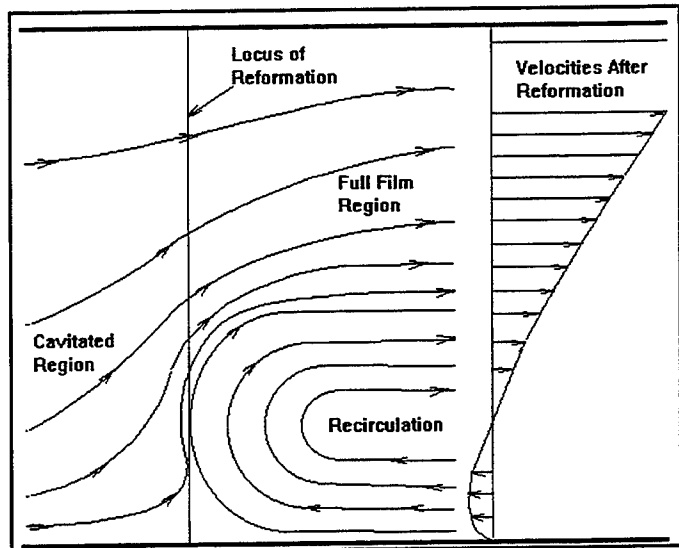 Locus of
Reformation
Velocities After
Reformation
Full Film
Region
Cavitated
Region
Recirculation